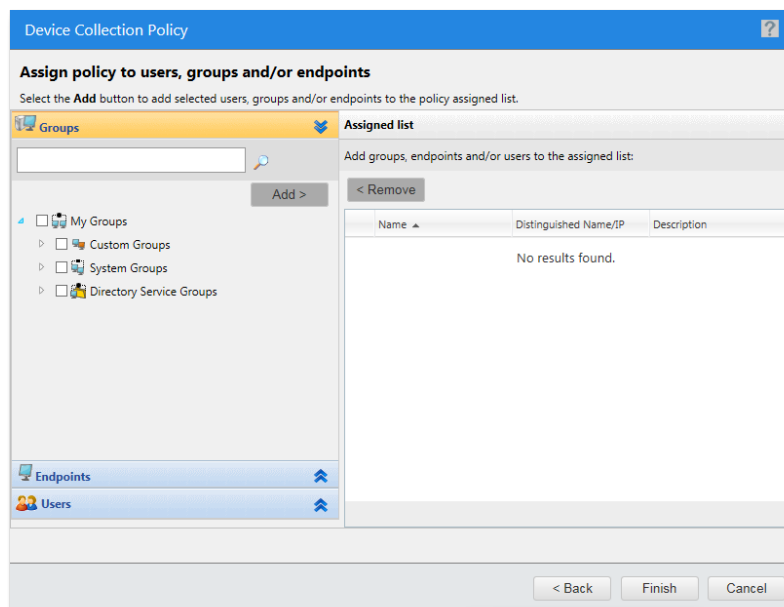 Device Collection Policy
?
Assign policy to users, groups and/or endpoints
Select the Add button to add selected users, groups and/or endpoints to the policy assigned list.
Groups
Add >
My Groups
Custom Groups
System Groups
Directory Service Groups
Endpoints
Users
Assigned list
Add groups, endpoints and/or users to the assigned list:
< Remove
Name Distinguished Name/IP Description
No results found.
< Back Finish Cancel